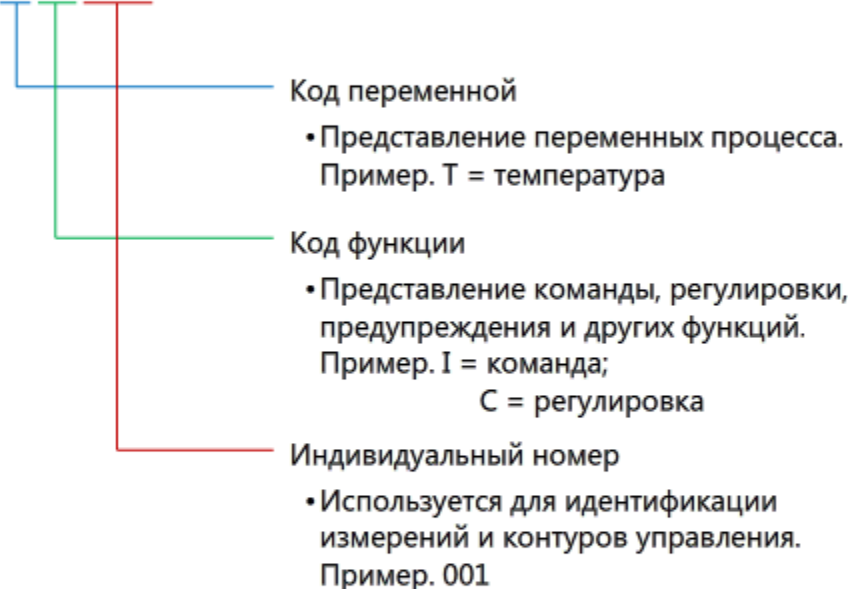 Код переменной
•Представление переменных процесса.
Пример. T = температура
Код функции
•Представление команды, регулировки,
предупреждения и других функций.
Пример. I = команда;
C = регулировка
Индивидуальный номер
•Используется для идентификации
измерений и контуров управления.
Пример. 001